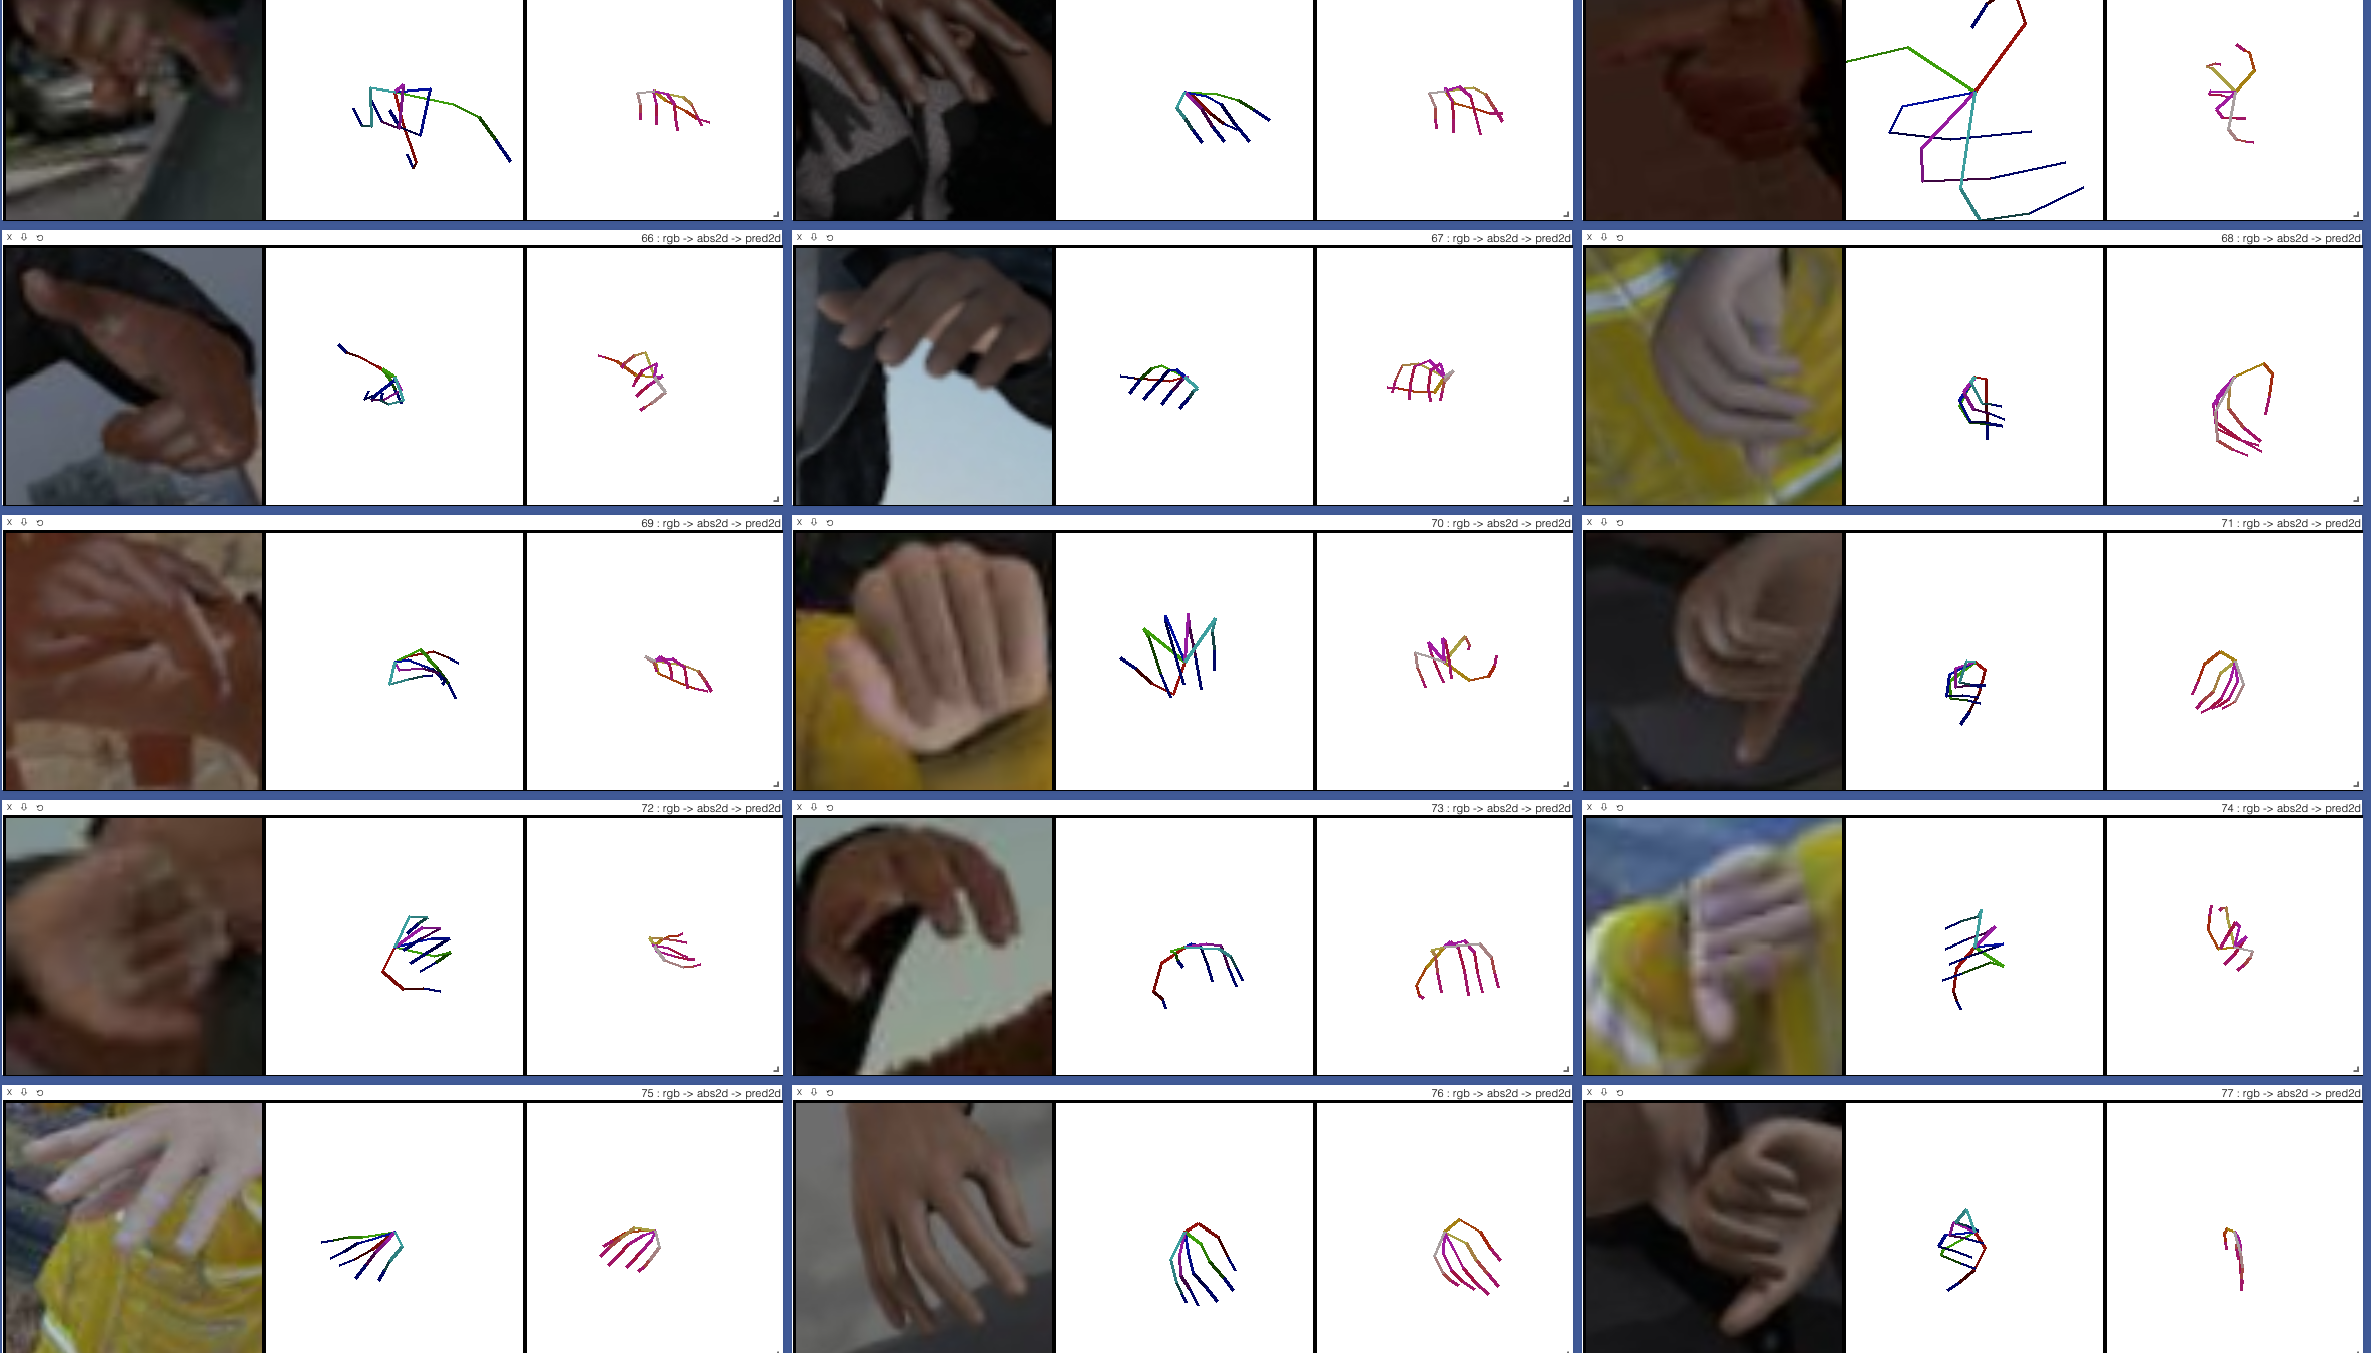 x ⇩ ⟲ 66 : rgb -> abs2d -> pred2d
x ⇩ ⟲ 67 : rgb -> abs2d -> pred2d
x ⇩ ⟲ 68 : rgb -> abs2d -> pred2d
x ⇩ ⟲ 69 : rgb -> abs2d -> pred2d
x ⇩ ⟲ 70 : rgb -> abs2d -> pred2d
x ⇩ ⟲ 71 : rgb -> abs2d -> pred2d
x ⇩ ⟲ 72 : rgb -> abs2d -> pred2d
x ⇩ ⟲ 73 : rgb -> abs2d -> pred2d
x ⇩ ⟲ 74 : rgb -> abs2d -> pred2d
x ⇩ ⟲ 75 : rgb -> abs2d -> pred2d
x ⇩ ⟲ 76 : rgb -> abs2d -> pred2d
x ⇩ ⟲ 77 : rgb -> abs2d -> pred2d